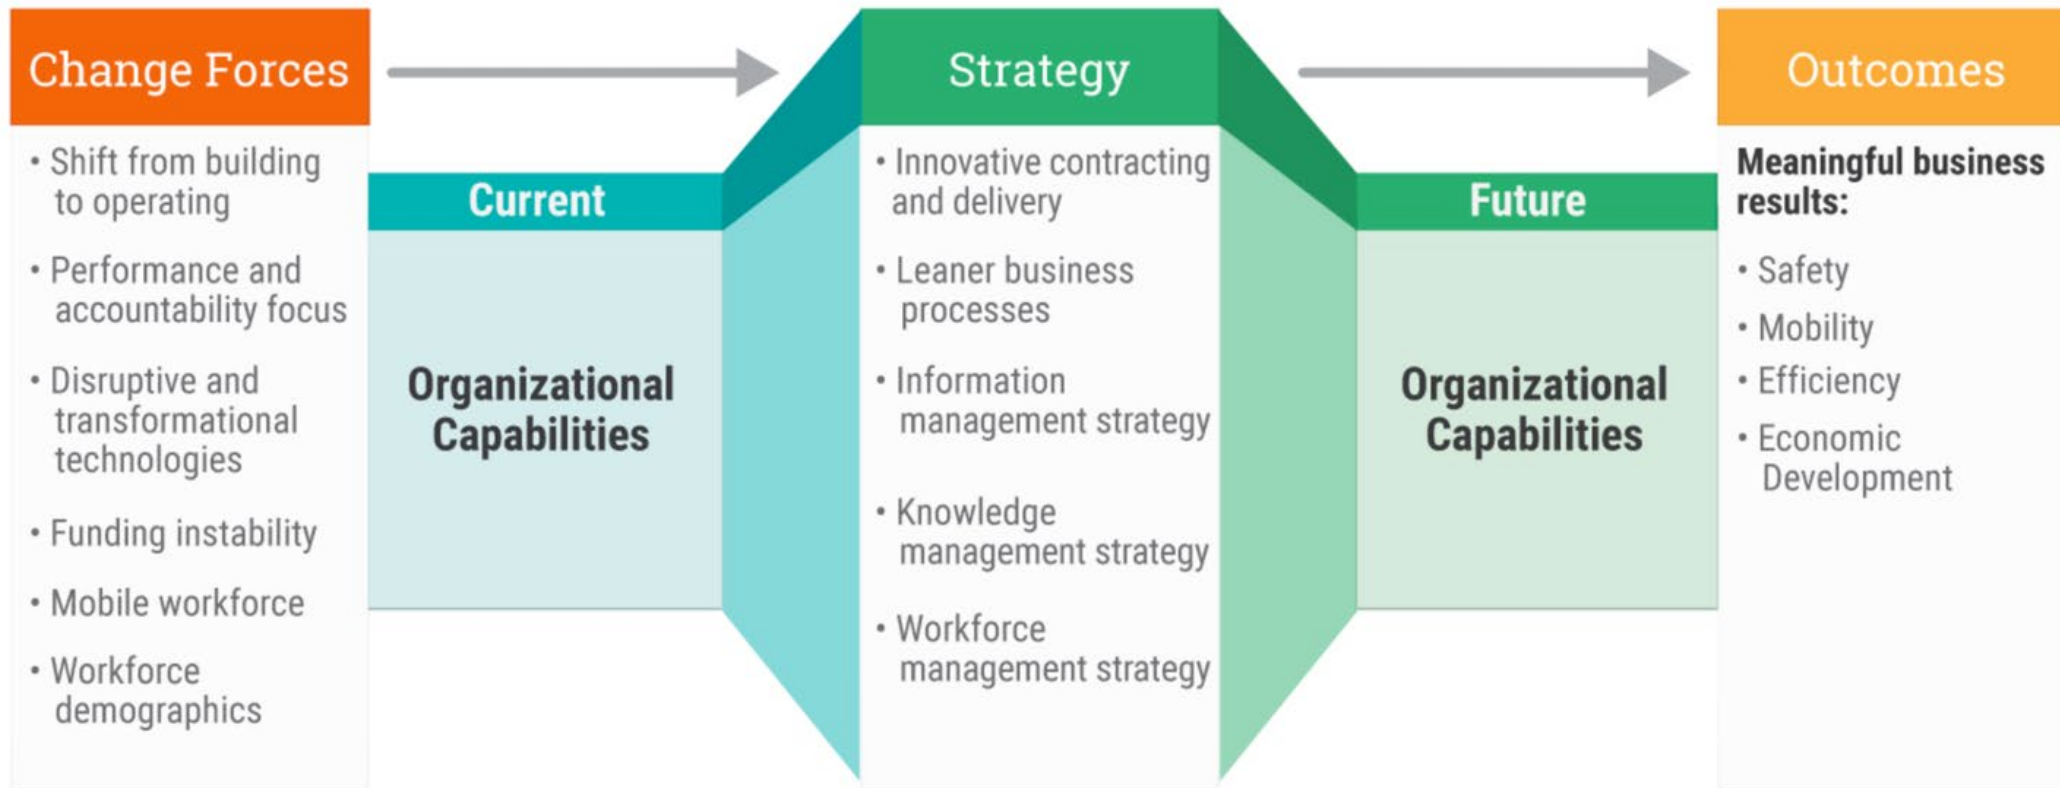 Change Forces
• Shift from building
to operating
• Performance and
accountability focus
• Disruptive and
transformational
technologies
• Funding instability
• Mobile workforce
• Workforce
demographics
Current
Organizational
Capabilities
Strategy
• Innovative contracting
and delivery
• Leaner business
processes
• Information
management strategy
• Knowledge
management strategy
• Workforce
management strategy
Future
Organizational
Capabilities
Outcomes
Meaningful business
results:
• Safety
• Mobility
• Efficiency
• Economic
Development